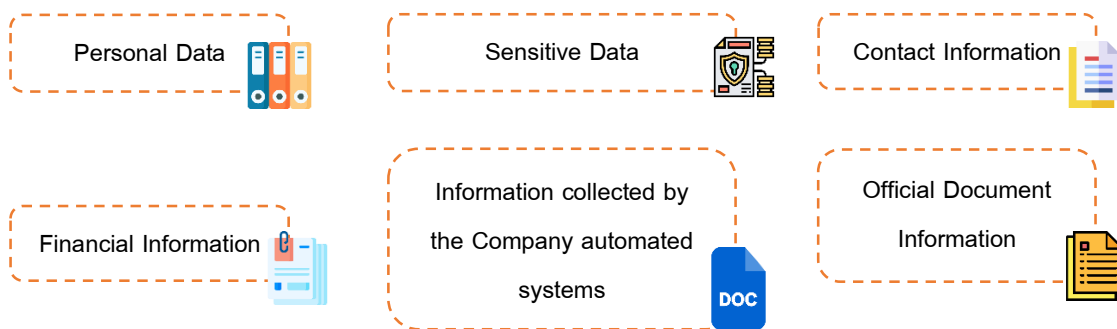 Personal Data
Sensitive Data
Contact Information
Financial Information
Information collected by
the Company automated
systems
DOC
Official Document
Information